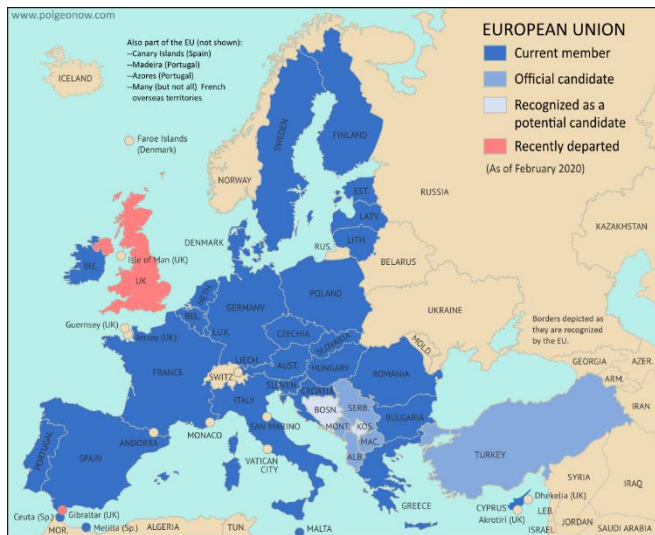 www.polgeonow.com
Also part of the EU (not shown):
--Canary Islands (Spain)
--Madeira (Portugal)
--Azores (Portugal)
--Many (but not all) French
overseas territories
EUROPEAN UNION
Current member
Official candidate
Recognized as a
potential candidate
Recently departed
(As of February 2020)
ICELAND
Faroe Islands
(Denmark)
SWEDEN
FINLAND
NORWAY
RUSSIA
EST.
LATV.
LITH.
RUS.
DENMARK
KAZAKHSTAN
BELARUS
IRE.
Isle of Man (UK)
UK
NETH.
BEL.
GERMANY
POLAND
UKRAINE
Guernsey (UK)
Jersey (UK)
LUX.
CZECHIA
SLOVAKIA
MOLD.
Borders depicted as
they are recognized
by the EU.
FRANCE
LIECH.
SWITZ.
AUST.
HUNGARY
ROMANIA
SLOVEN.
CROATIA
ITALY
BOSN.
SERB.
GEORGIA
AZER.
ARM.
MONT.
KOS.
BULGARIA
MAC.
ALB.
IRAN
PORTUGAL
SPAIN
ANDORRA
MONACO
SAN MARINO
VATICAN
CITY
TURKEY
GREECE
SYRIA
IRAQ
Ceuta (Sp.)
Gibraltar (UK)
Melilla (Sp.)
MOR.
ALGERIA
TUN.
MALTA
CYPRUS
Dhekelia (UK)
Akrotiri (UK)
LEB.
ISRAEL
JORDAN
SAUDI ARABIA